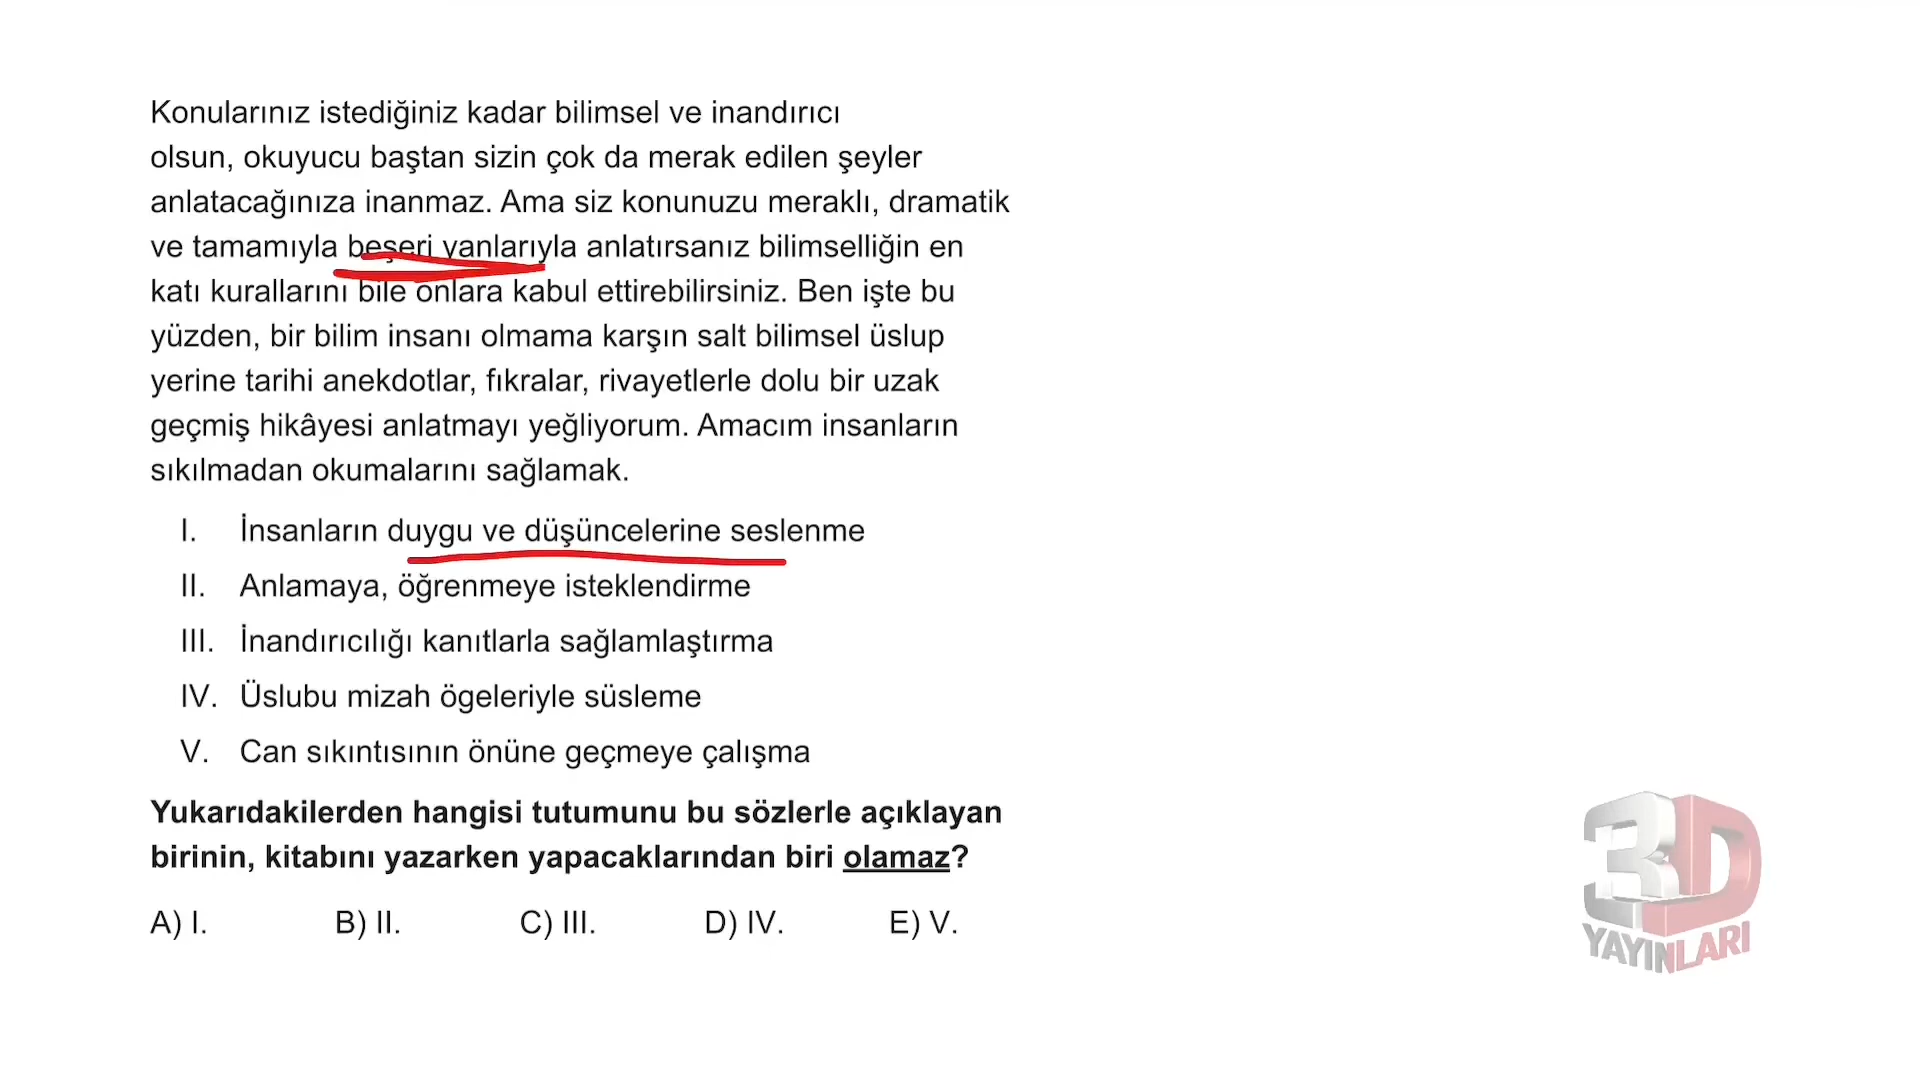 Konularınız istediğiniz kadar bilimsel ve inandırıcı
olsun, okuyucu baştan sizin çok da merak edilen şeyler
anlatacağınıza inanmaz. Ama siz konunuzu meraklı, dramatik
ve tamamıyla beşeri yanlarıyla anlatırsanız bilimselliğin en
katı kurallarını bile onlara kabul ettirebilirsiniz. Ben işte bu
yüzden, bir bilim insanı olmama karşın salt bilimsel üslup
yerine tarihi anekdotlar, fıkralar, rivayetlerle dolu bir uzak
geçmiş hikâyesi anlatmayı yeğliyorum. Amacım insanların
sıkılmadan okumalarını sağlamak.
I. İnsanların duygu ve düşüncelerine seslenme
II. Anlamaya, öğrenmeye isteklendirme
III. İnandırıcılığı kanıtlarla sağlamlaştırma
IV. Üslubu mizah ögeleriyle süsleme
V. Can sıkıntısının önüne geçmeye çalışma
Yukarıdakilerden hangisi tutumunu bu sözlerle açıklayan
birinin, kitabını yazarken yapacaklarından biri olamaz?
A) I. B) II. C) III. D) IV. E) V.
3D
YAYINLARI